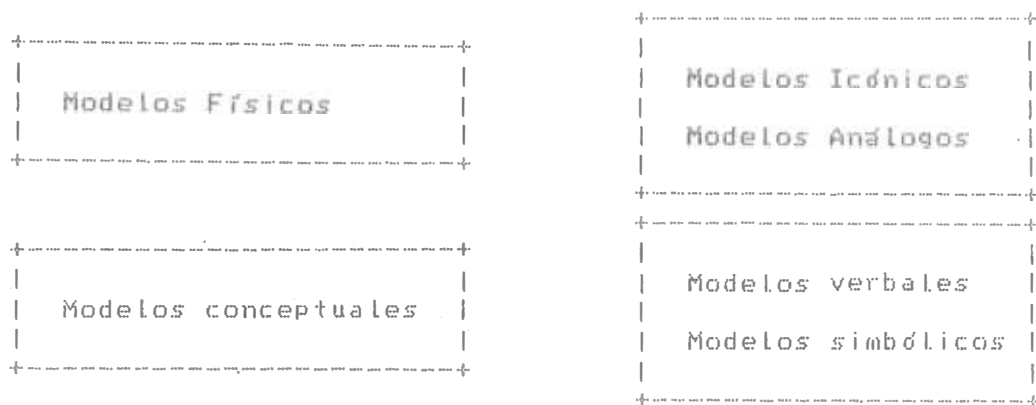 Modelos Físicos
Modelos Icónicos
Modelos Análogos
Modelos conceptuales
Modelos verbales
Modelos simbólicos